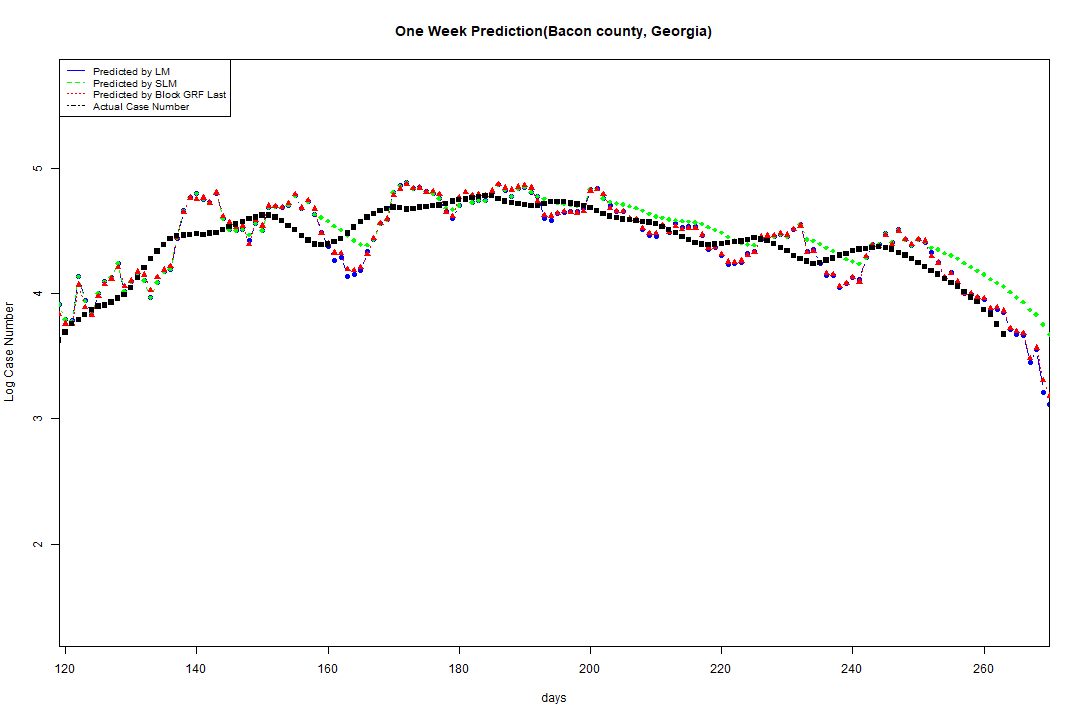 One Week Prediction(Bacon county, Georgia)
Predicted by LM
Predicted by SLM
Predicted by Block GRF Last
Actual Case Number
5
4
3
2
Log Case Number
120 140 160 180 200 220 240 260
days